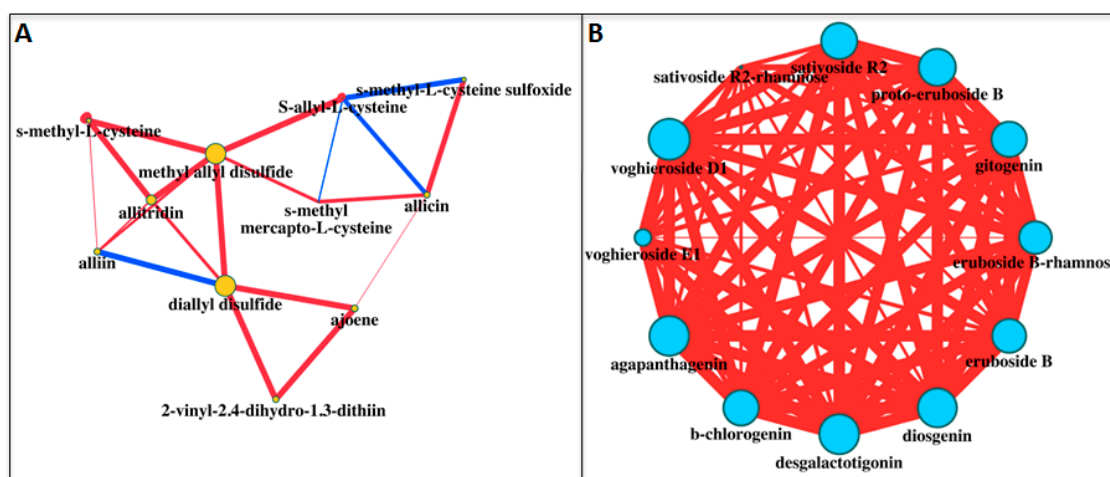 A
s-methyl-L-cysteine sulfoxide
S-allyl-L-cysteine
s-methyl-L-cysteine
methyl allyl disulfide
allitridin
s-methyl
mercapto-L-cysteine
allicin
alliin
diallyl disulfide
ajoene
2-vinyl-2.4-dihydro-1.3-dithiin
B
sativoside R2
sativoside R2-rhamnose
proto-eruboside B
voghieroside D1
gitogenin
voghieroside E1
eruboside B-rhamnos
agapanthagenin
eruboside B
b-chlorogenin
diosgenin
desgalactotigonin